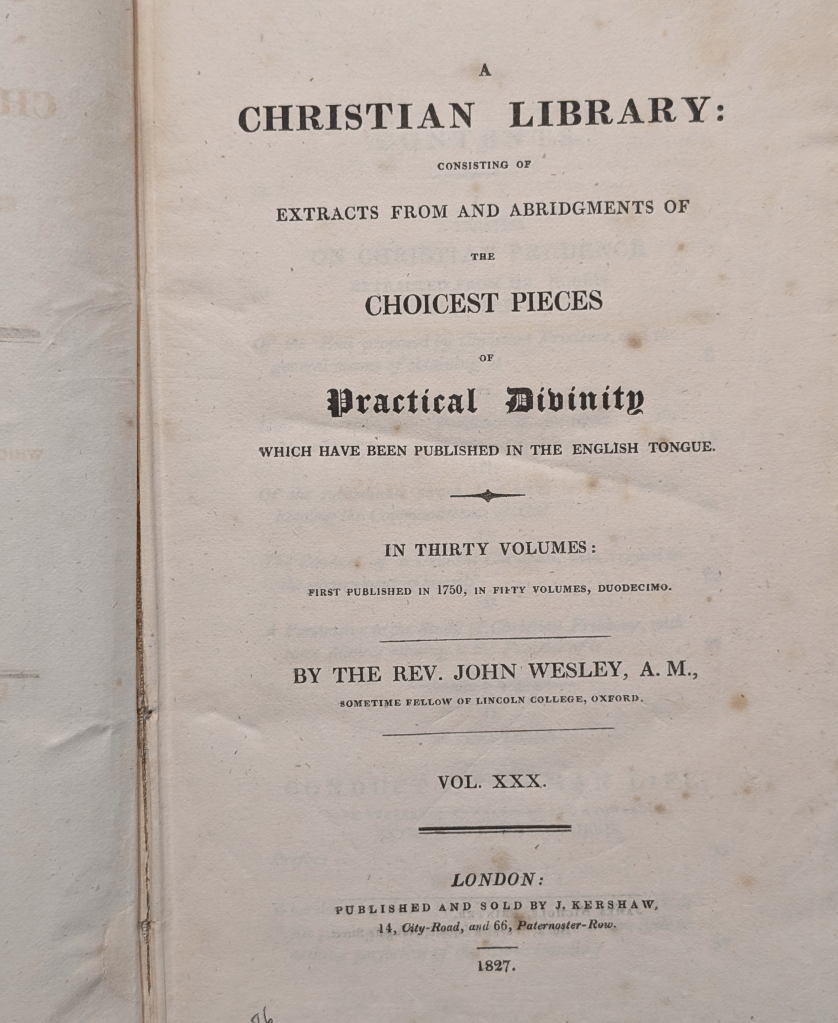 A
CHRISTIAN LIBRARY:
CONSISTING OF
EXTRACTS FROM AND ABRIDGMENTS OF
THE
CHOICEST PIECES
OF
Practical Divinity
WHICH HAVE BEEN PUBLISHED IN THE ENGLISH TONGUE.
IN THIRTY VOLUMES:
FIRST PUBLISHED IN 1750, IN FIFTY VOLUMES, DUODECIMO.
BY THE REV. JOHN WESLEY, A. M.,
SOMETIME FELLOW OF LINCOLN COLLEGE, OXFORD.
VOL. XXX.
LONDON:
PUBLISHED AND SOLD BY J. KERSHAW,
14, City-Road, and 66, Paternoster-Row.
1827.